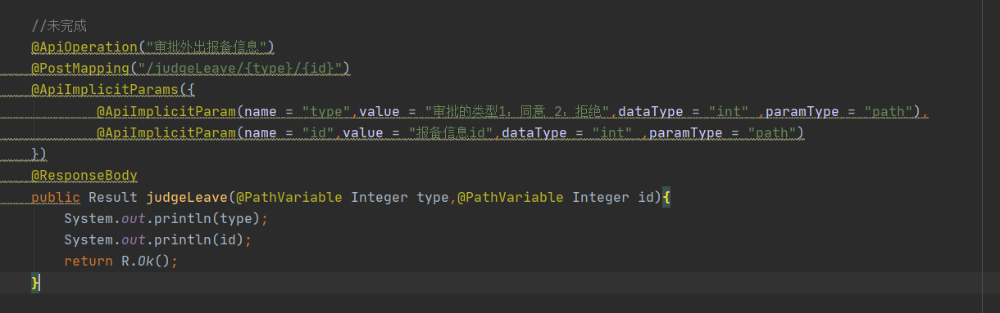 //未完成
@ApiOperation("审批外出报备信息")
@PostMapping("/judgeLeave/{type}/{id}")
@ApiImplicitParams({
@ApiImplicitParam(name = "type",value = "审批的类型1：同意 2：拒绝",dataType = "int" ,paramType = "path"),
@ApiImplicitParam(name = "id",value = "报备信息id",dataType = "int" ,paramType = "path")
})
@ResponseBody
public Result judgeLeave(@PathVariable Integer type,@PathVariable Integer id){
System.out.println(type);
System.out.println(id);
return R.Ok();
}